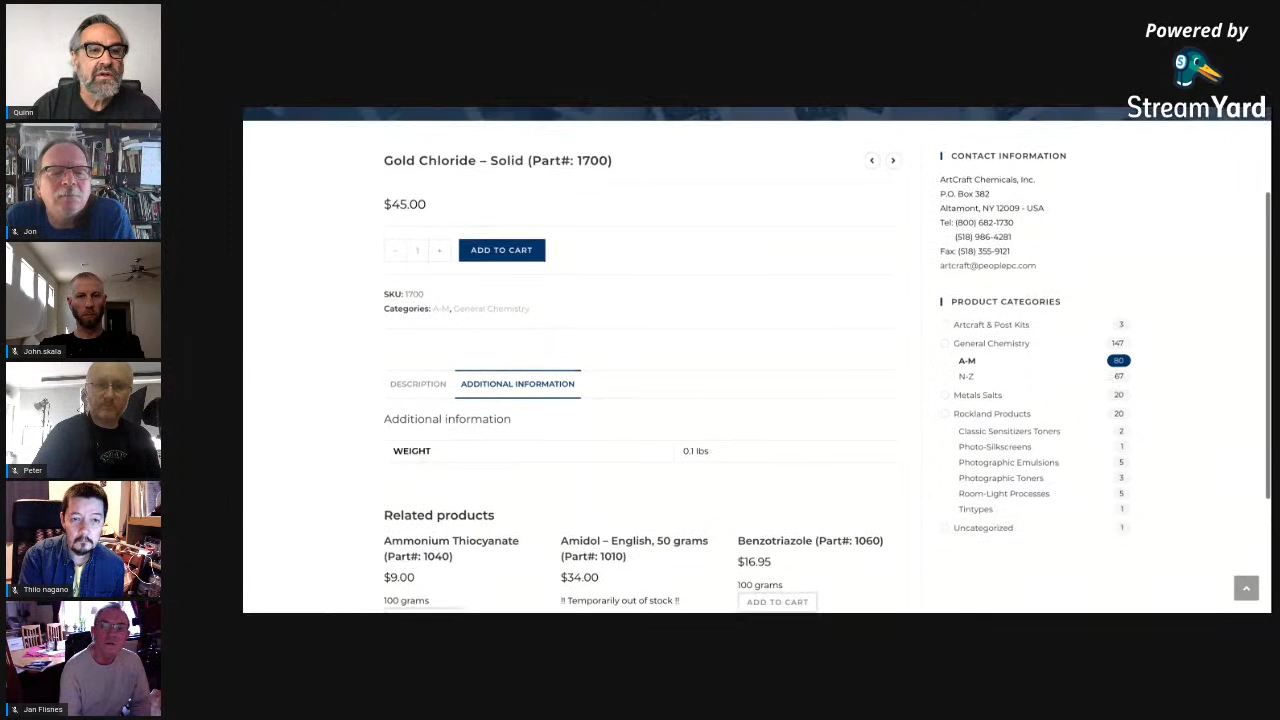 Quinn
Jon
John.skala
Peter
Thilo nagano
Jan Flisnes
Powered by
StreamYard
Gold Chloride – Solid (Part#: 1700)
$45.00
- 1 +
ADD TO CART
SKU: 1700
Categories: A-M, General Chemistry
DESCRIPTION
ADDITIONAL INFORMATION
Additional information
WEIGHT 0.1 lbs
Related products
Ammonium Thiocyanate
(Part#: 1040)
$9.00
100 grams
Amidol – English, 50 grams
(Part#: 1010)
$34.00
!! Temporarily out of stock !!
Benzotriazole (Part#: 1060)
$16.95
100 grams
ADD TO CART
CONTACT INFORMATION
ArtCraft Chemicals, Inc.
P.O. Box 382
Altamont, NY 12009 - USA
Tel: (800) 682-1730
(518) 986-4281
Fax: (518) 355-9121
artcraft@peoplepc.com
PRODUCT CATEGORIES
Artcraft & Post Kits 3
General Chemistry 147
A-M 80
N-Z 67
Metals Salts 20
Rockland Products 20
Classic Sensitizers Toners 2
Photo-Silkscreens 1
Photographic Emulsions 5
Photographic Toners 3
Room-Light Processes 5
Tintypes 1
Uncategorized 1